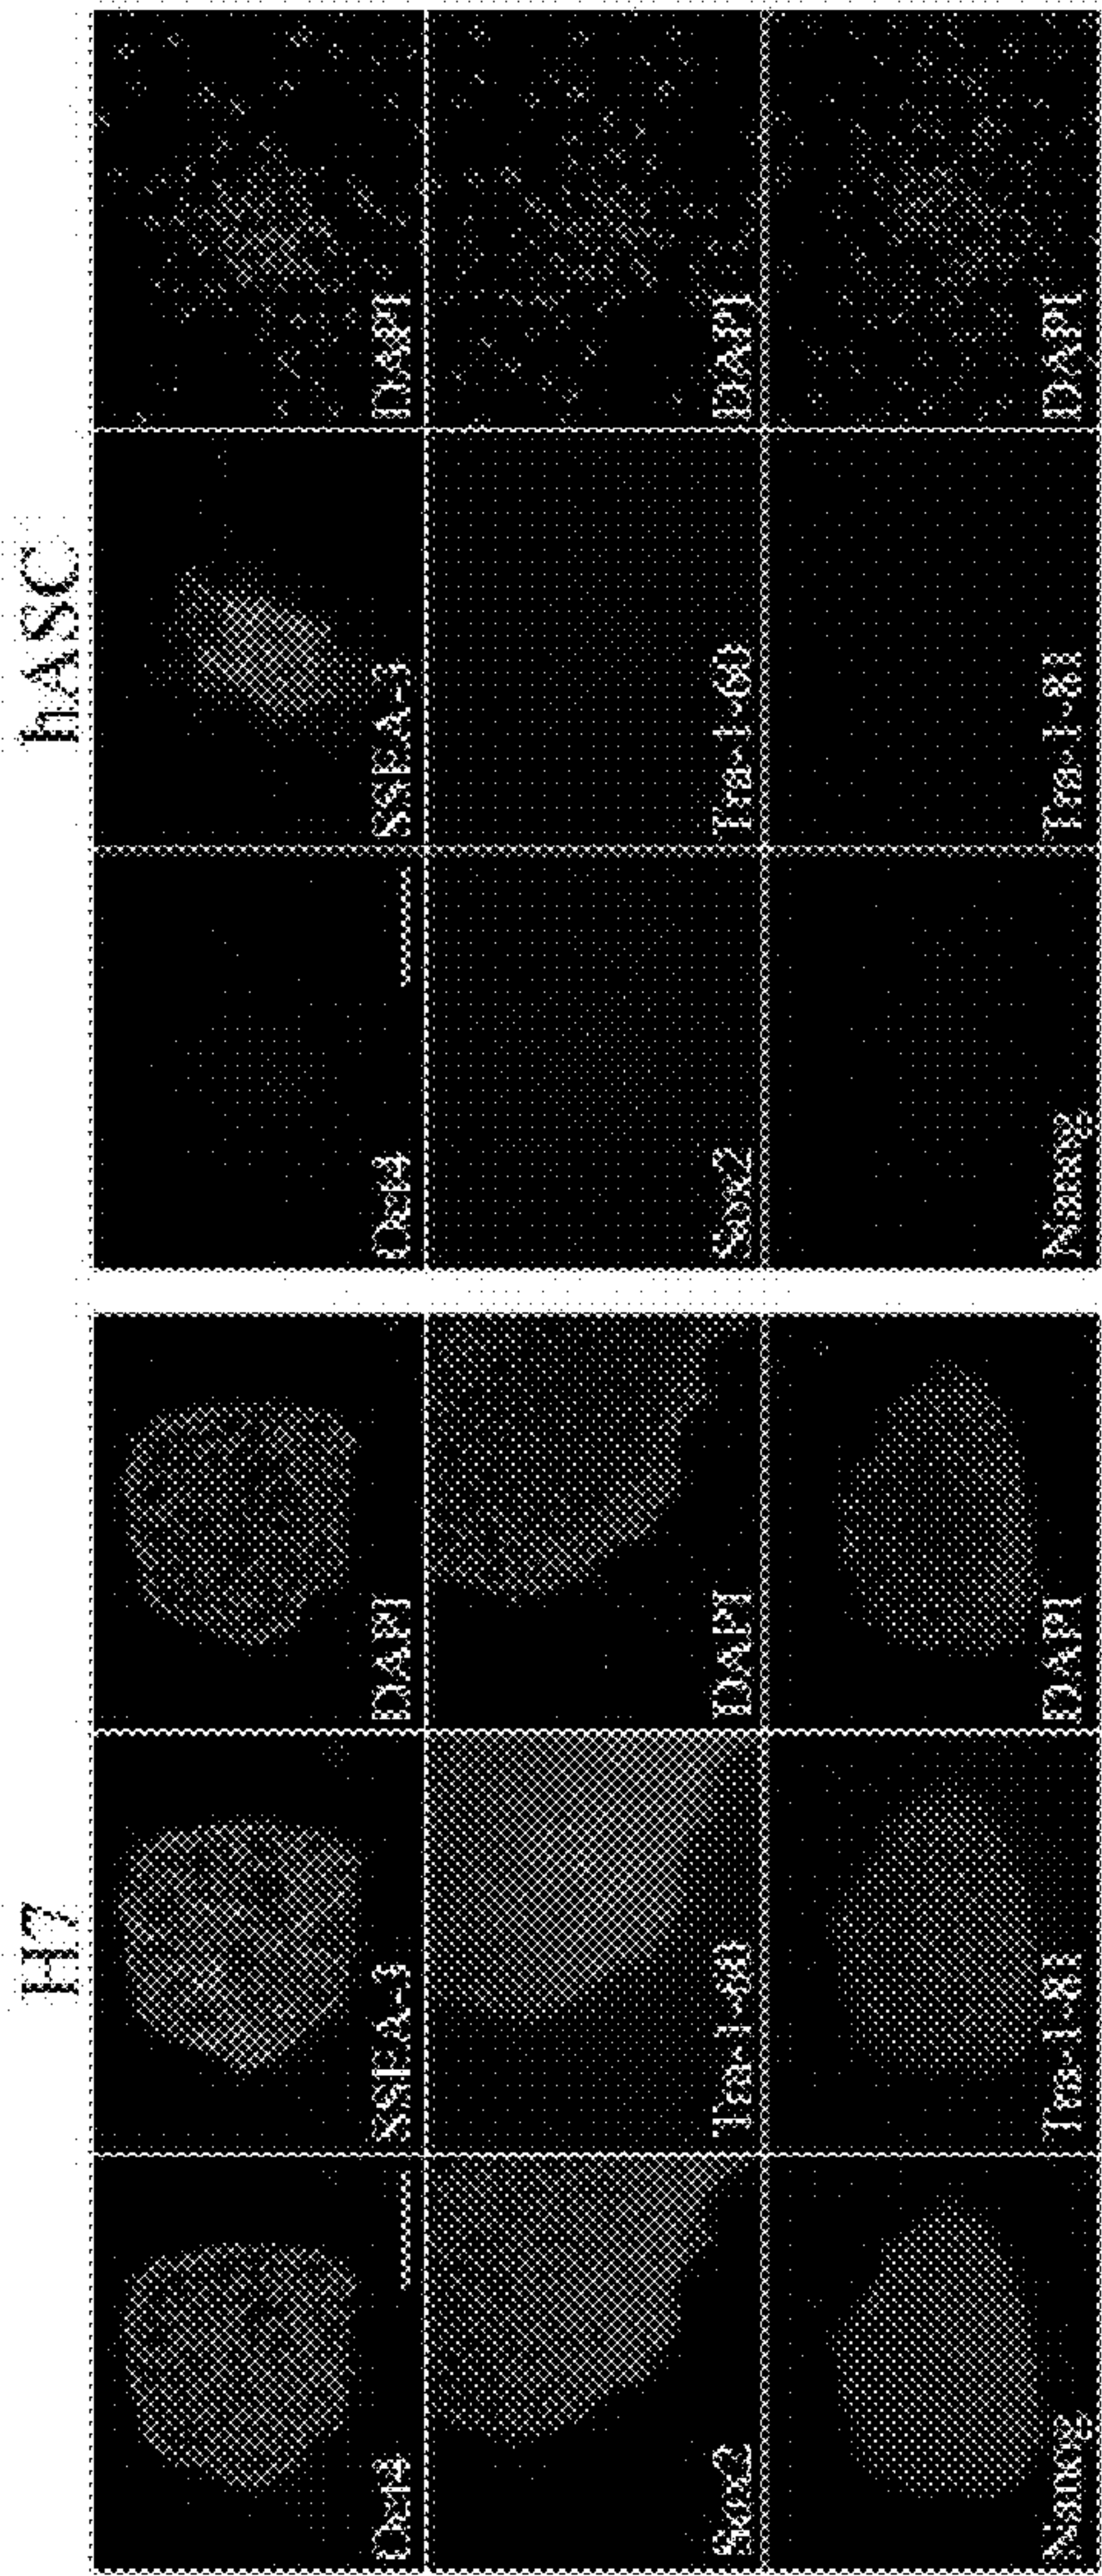 H7
Oct4
SSEA-3
DAPI
Sox2
Tra-1-60
DAPI
Nanog
Tra-1-81
DAPI
hASC
Oct4
SSEA-3
DAPI
Sox2
Tra-1-60
DAPI
Nanog
Tra-1-81
DAPI